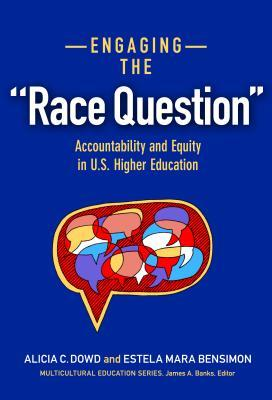 ENGAGING
THE
"Race Question"
Accountability and Equity
in U.S. Higher Education
ALICIA C. DOWD AND ESTELA MARA BENSIMON
MULTICULTURAL EDUCATION SERIES. James A. Banks, Editor